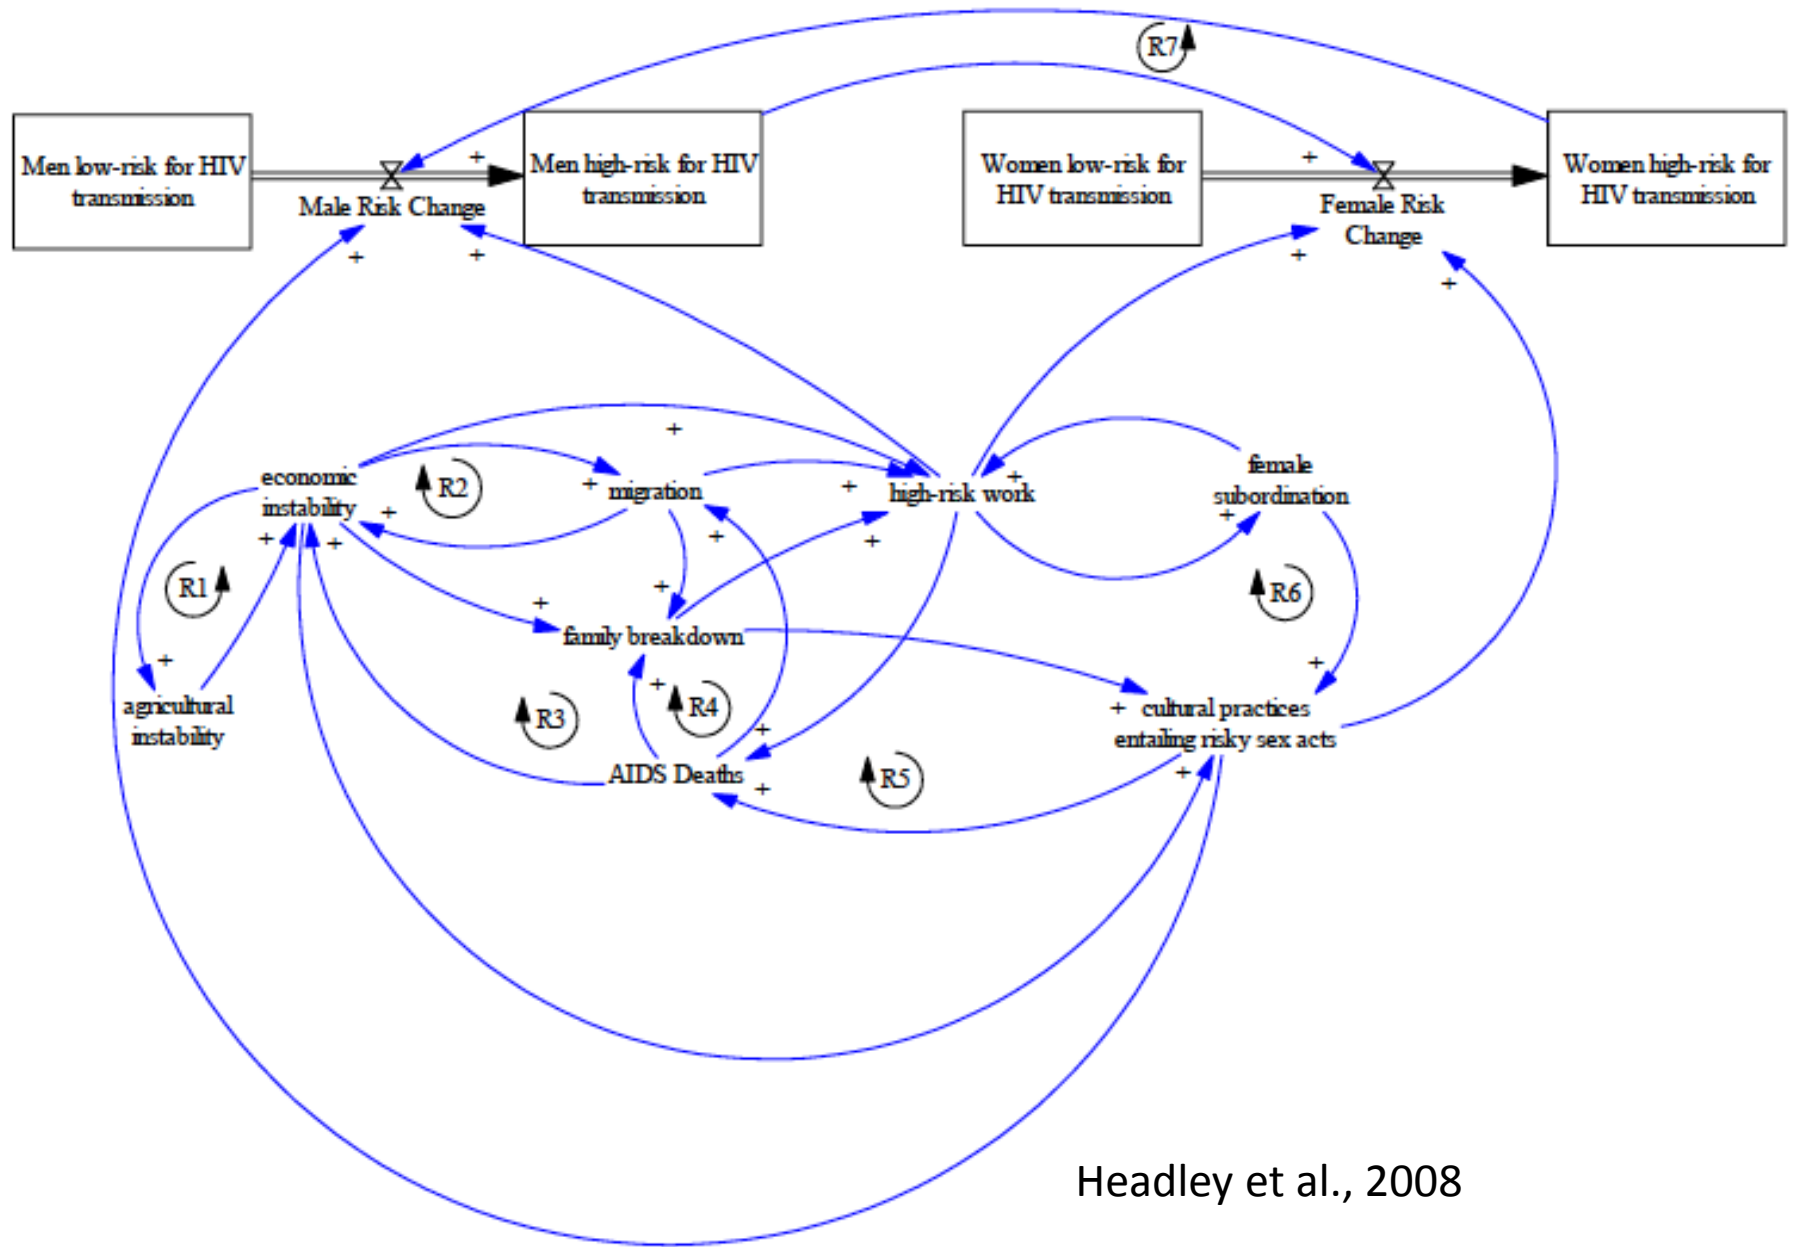 R7
Men low-risk for HIV
transmission
+
Men high-risk for HIV
transmission
Women low-risk for
HIV transmission
+
Women high-risk for
HIV transmission
Male Risk Change
Female Risk
Change
+
+
+
+
+
economic
instability
R2
+
migration
+
high-risk work
+
female
subordination
+
+
+
+
+
+
R1
+
+
R6
family breakdown
+
+
+
agricultural
instability
R3
R4
+
cultural practices
entailing risky sex acts
+
AIDS Deaths
+
R5
+
Headley et al., 2008